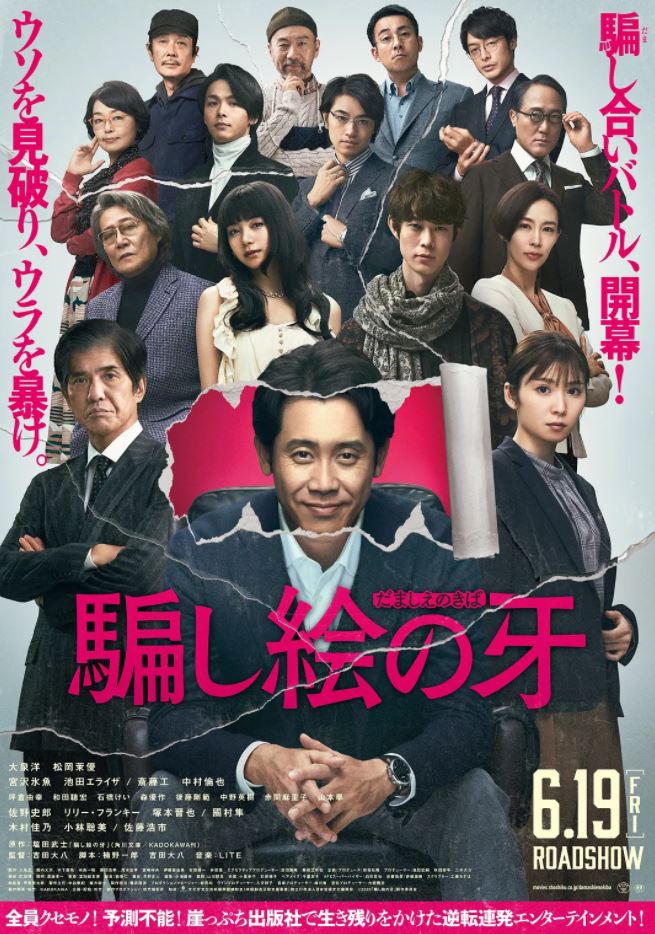 騙し合いバトル、開幕！
だま
ウソを見破り、ウラを暴け。
だましえのきば
騙し絵の牙
大泉洋　松岡茉優
宮沢氷魚　池田エライザ / 斎藤工　中村倫也
坪倉由幸　和田聰宏　石橋けい　森優作　後藤剛範　中野英樹　赤間麻里子　山本學
佐野史郎　リリー・フランキー　塚本晋也 / 國村隼
木村佳乃　小林聡美 / 佐藤浩市
原作：塩田武士「騙し絵の牙」（角川文庫／KADOKAWA刊）
監督：吉田大八　脚本：楠野一郎　吉田大八　音楽：LITE
6.19 [FRI]
ROADSHOW
movies.shochiku.co.jp/damashienokiba
全員クセモノ！予測不能！崖っぷち出版社で生き残りをかけた逆転連発エンターテインメント！